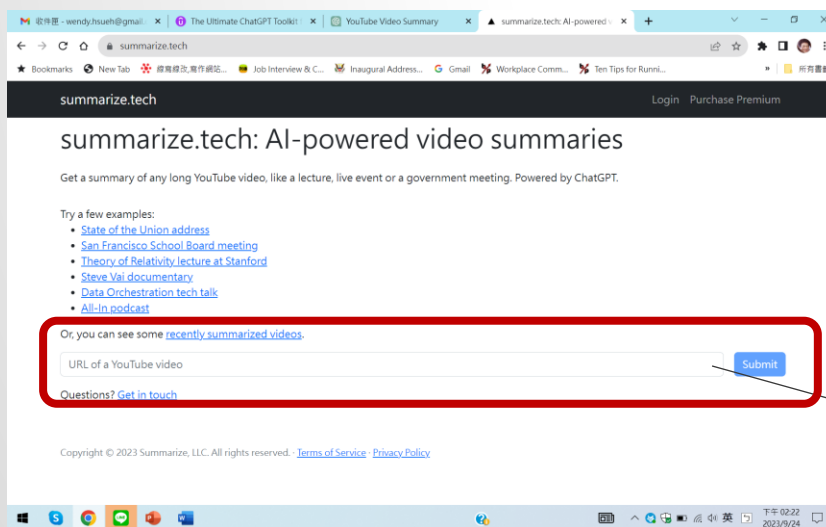 收件匣 - wendy.hsueh@gmail.
The Ultimate ChatGPT Toolkit
YouTube Video Summary
summarize.tech: AI-powered v
summarize.tech
Bookmarks
New Tab
Job Interview & C...
Inaugural Address...
Gmail
Workplace Comm...
Ten Tips for Runni...
»
所有書籤
summarize.tech
Login
Purchase Premium
summarize.tech: AI-powered video summaries
Get a summary of any long YouTube video, like a lecture, live event or a government meeting. Powered by ChatGPT.
Try a few examples:
• State of the Union address
• San Francisco School Board meeting
• Theory of Relativity lecture at Stanford
• Steve Vai documentary
• Data Orchestration tech talk
• All-In podcast
Or, you can see some recently summarized videos.
URL of a YouTube video
Submit
Questions? Get in touch
Copyright © 2023 Summarize, LLC. All rights reserved. · Terms of Service · Privacy Policy
英
下午 02:22
2023/9/24